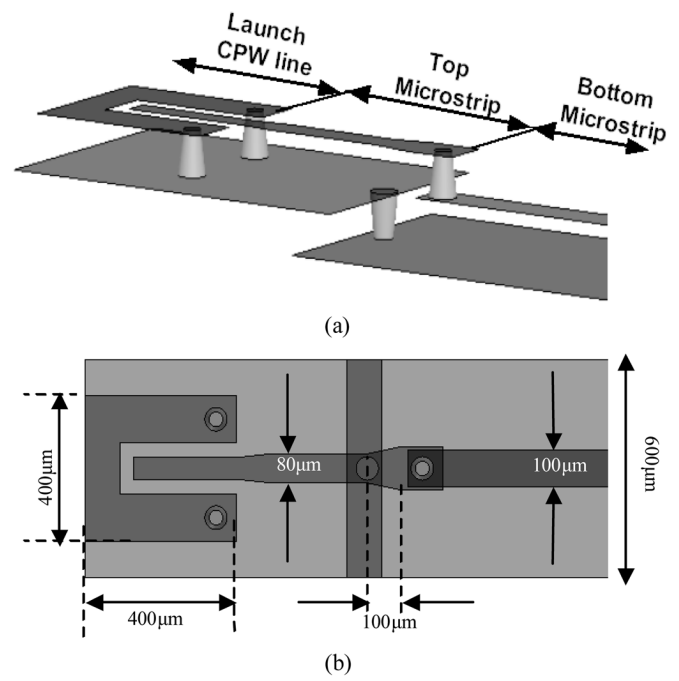 Launch
CPW line
Top
Microstrip
Bottom
Microstrip
(a)
400μm
80μm
100μm
600μm
400μm
100μm
(b)